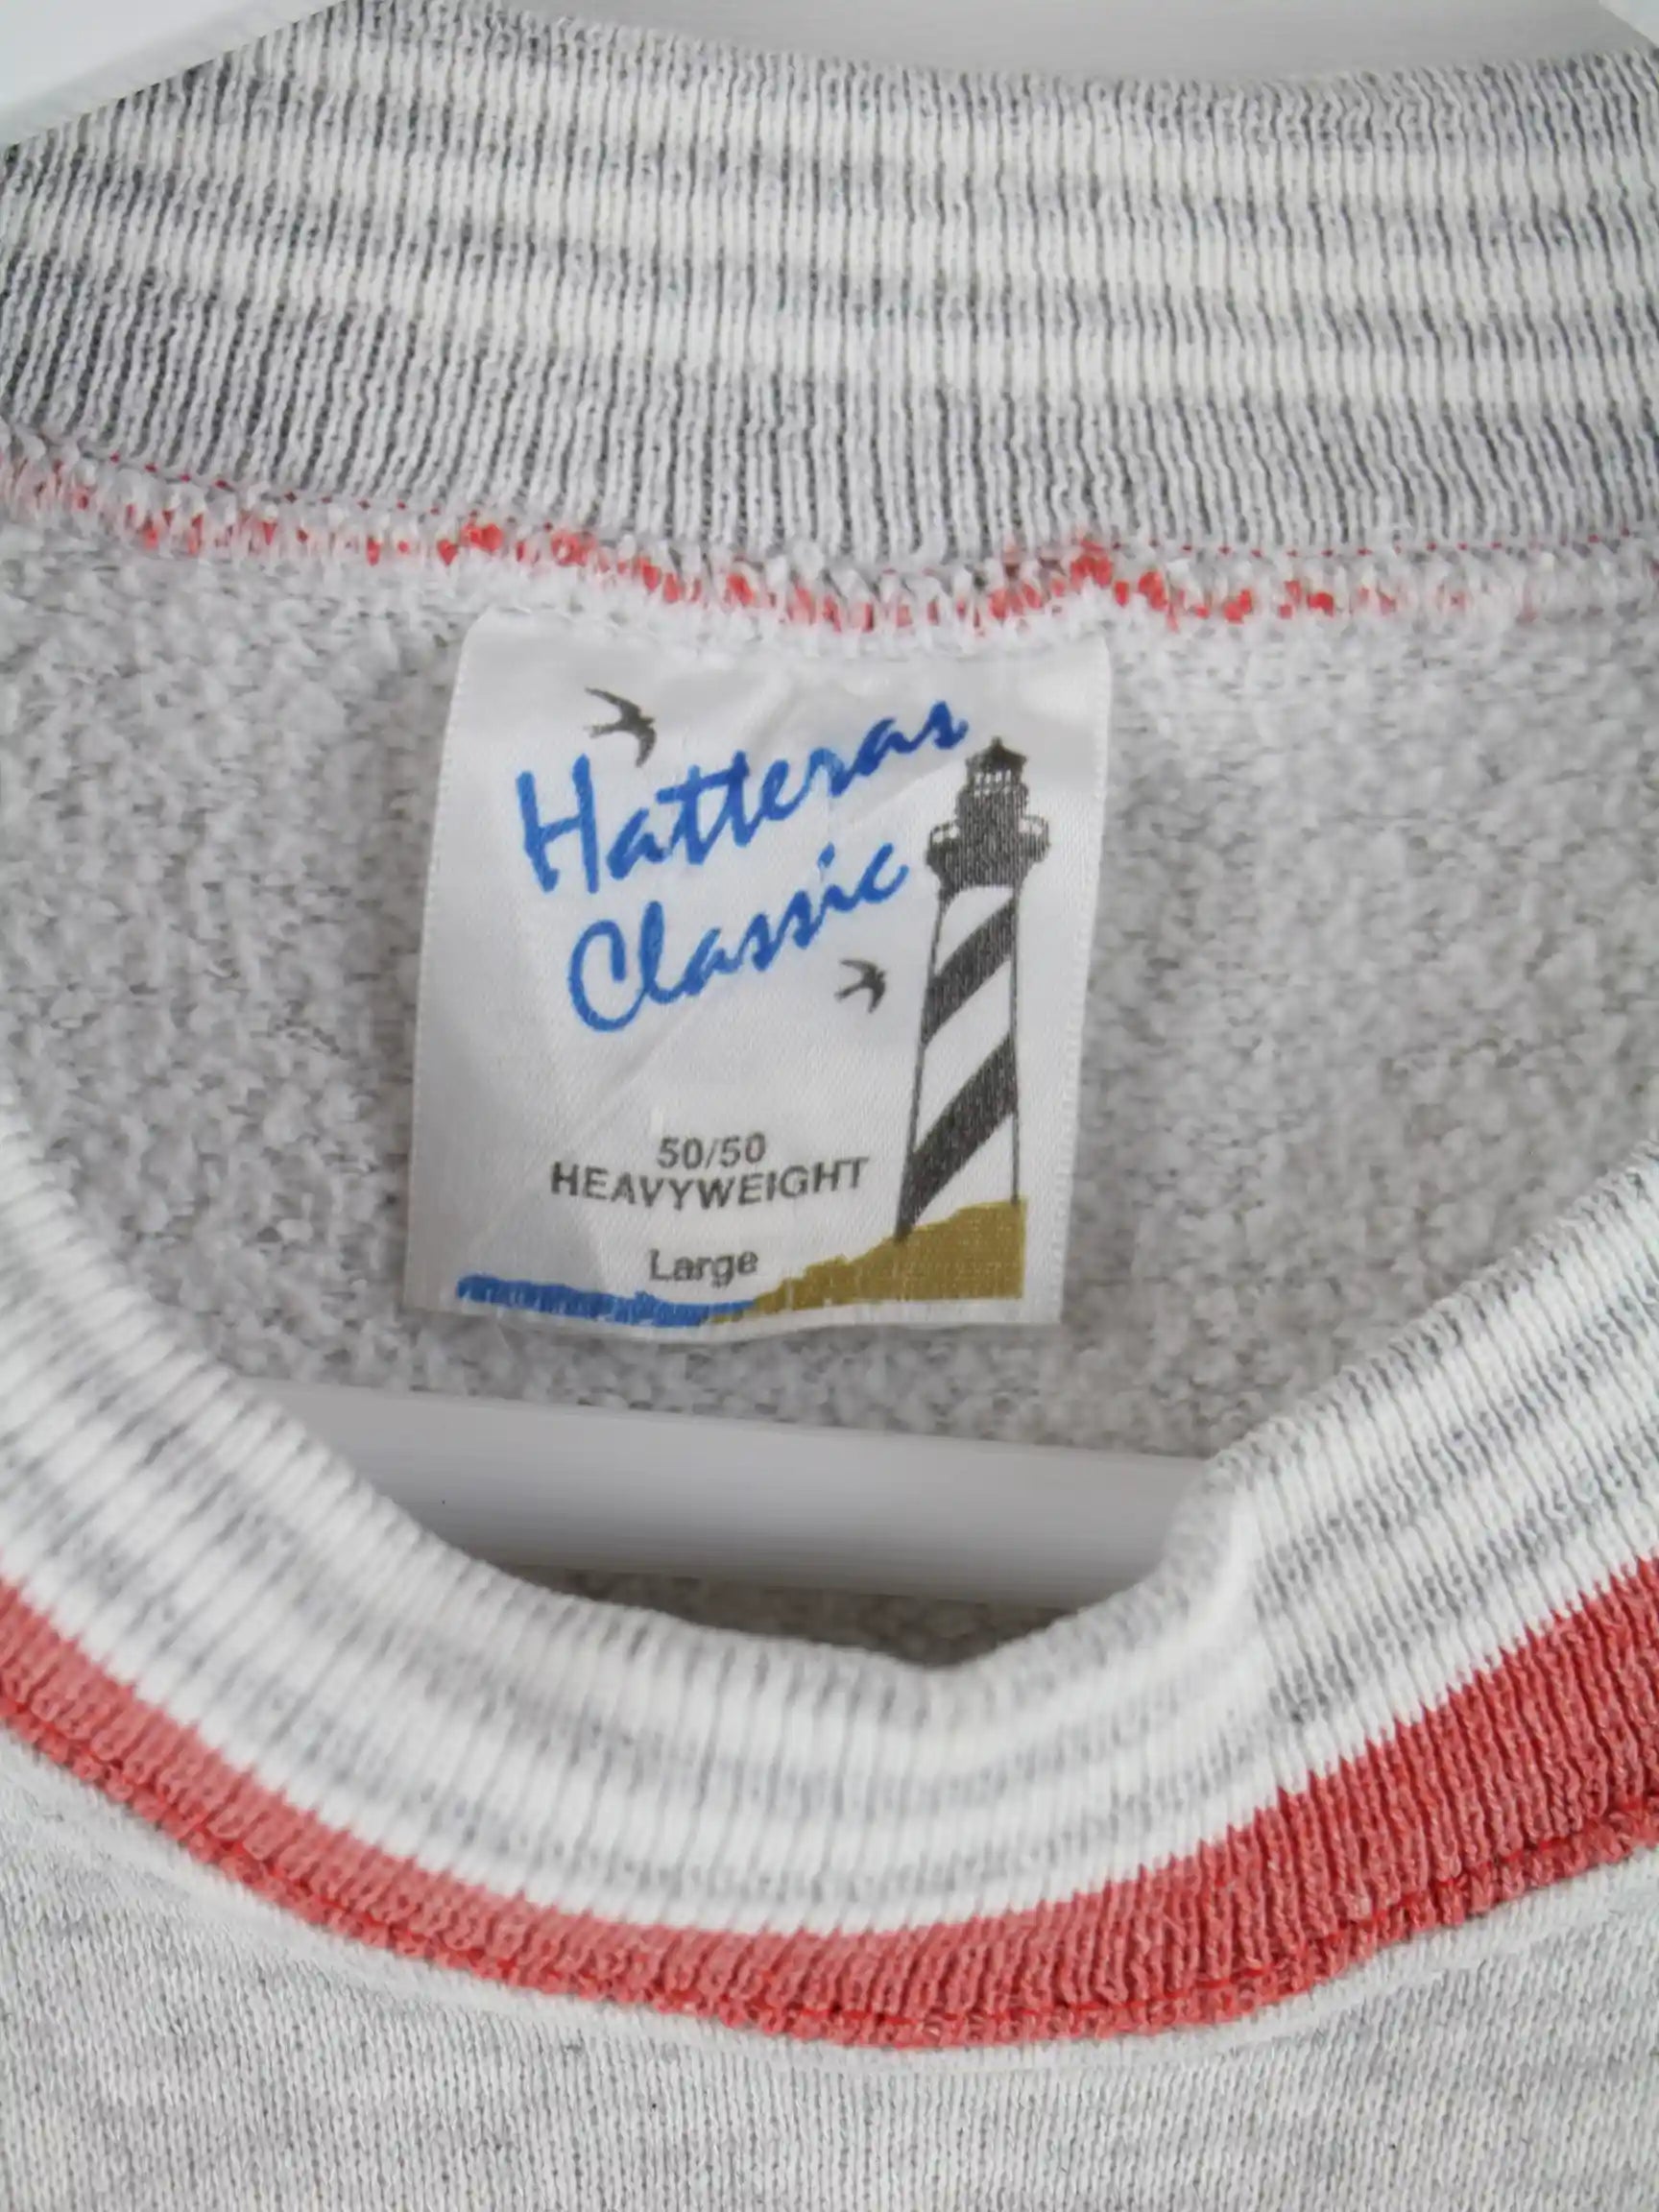 Hatteras
Classic
50/50
HEAVYWEIGHT
Large